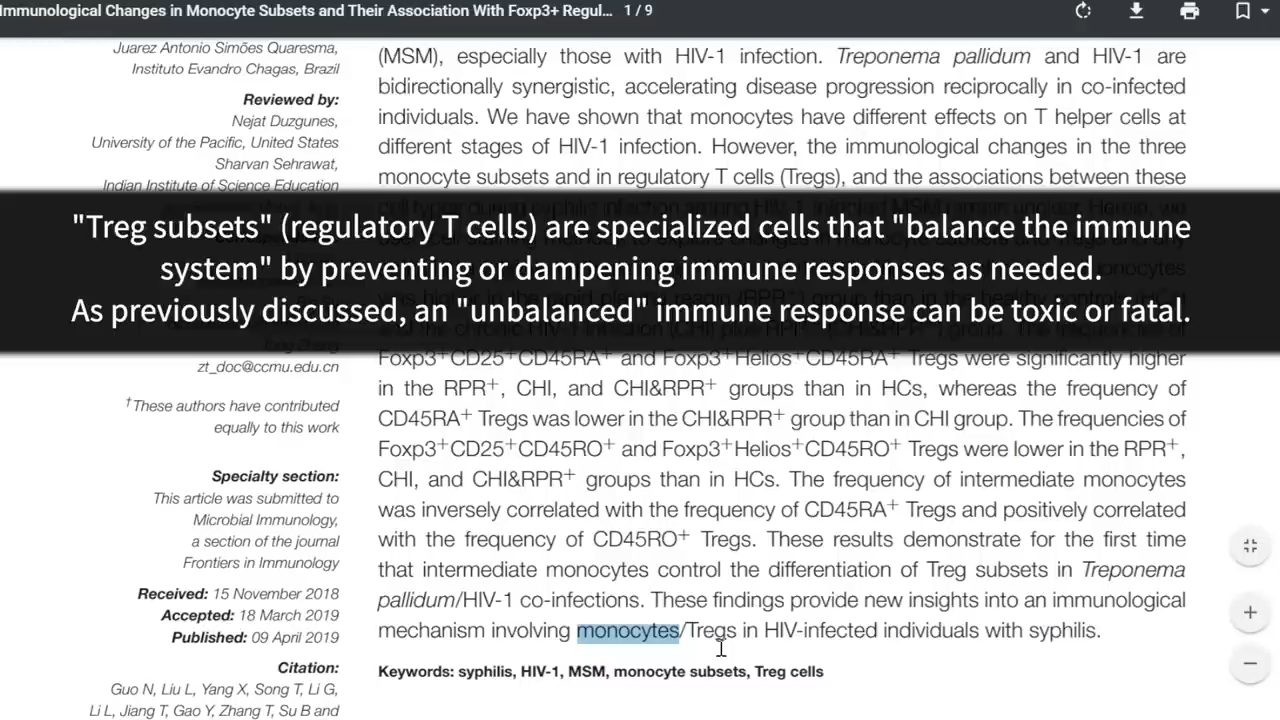 Immunological Changes in Monocyte Subsets and Their Association With Foxp3+ Regul... 1 / 9
Juarez Antonio Simões Quaresma,
Instituto Evandro Chagas, Brazil
Reviewed by:
Nejat Duzgunes,
University of the Pacific, United States
Sharvan Sehrawat,
Indian Institute of Science Education
(MSM), especially those with HIV-1 infection. Treponema pallidum and HIV-1 are
bidirectionally synergistic, accelerating disease progression reciprocally in co-infected
individuals. We have shown that monocytes have different effects on T helper cells at
different stages of HIV-1 infection. However, the immunological changes in the three
monocyte subsets and in regulatory T cells (Tregs), and the associations between these
"Treg subsets" (regulatory T cells) are specialized cells that "balance the immune
system" by preventing or dampening immune responses as needed.
As previously discussed, an "unbalanced" immune response can be toxic or fatal.
zt_doc@ccmu.edu.cn
†These authors have contributed
equally to this work
Specialty section:
This article was submitted to
Microbial Immunology,
a section of the journal
Frontiers in Immunology
Received: 15 November 2018
Accepted: 18 March 2019
Published: 09 April 2019
Citation:
Guo N, Liu L, Yang X, Song T, Li G,
Li L, Jiang T, Gao Y, Zhang T, Su B and
Foxp3+CD25+CD45RA+ and Foxp3+Helios+CD45RA+ Tregs were significantly higher
in the RPR+, CHI, and CHI&RPR+ groups than in HCs, whereas the frequency of
CD45RA+ Tregs was lower in the CHI&RPR+ group than in CHI group. The frequencies of
Foxp3+CD25+CD45RO+ and Foxp3+Helios+CD45RO+ Tregs were lower in the RPR+,
CHI, and CHI&RPR+ groups than in HCs. The frequency of intermediate monocytes
was inversely correlated with the frequency of CD45RA+ Tregs and positively correlated
with the frequency of CD45RO+ Tregs. These results demonstrate for the first time
that intermediate monocytes control the differentiation of Treg subsets in Treponema
pallidum/HIV-1 co-infections. These findings provide new insights into an immunological
mechanism involving monocytes/Tregs in HIV-infected individuals with syphilis.
Keywords: syphilis, HIV-1, MSM, monocyte subsets, Treg cells